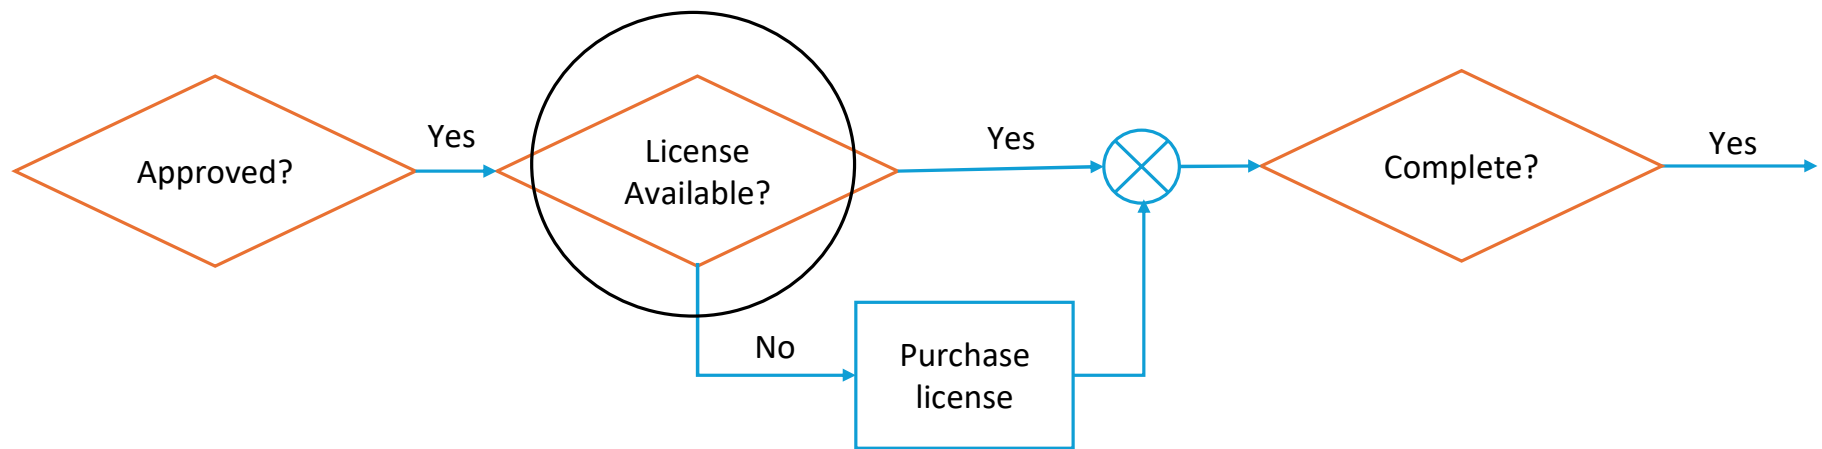 Approved?
Yes
License
Available?
Yes
Complete?
Yes
No
Purchase
license